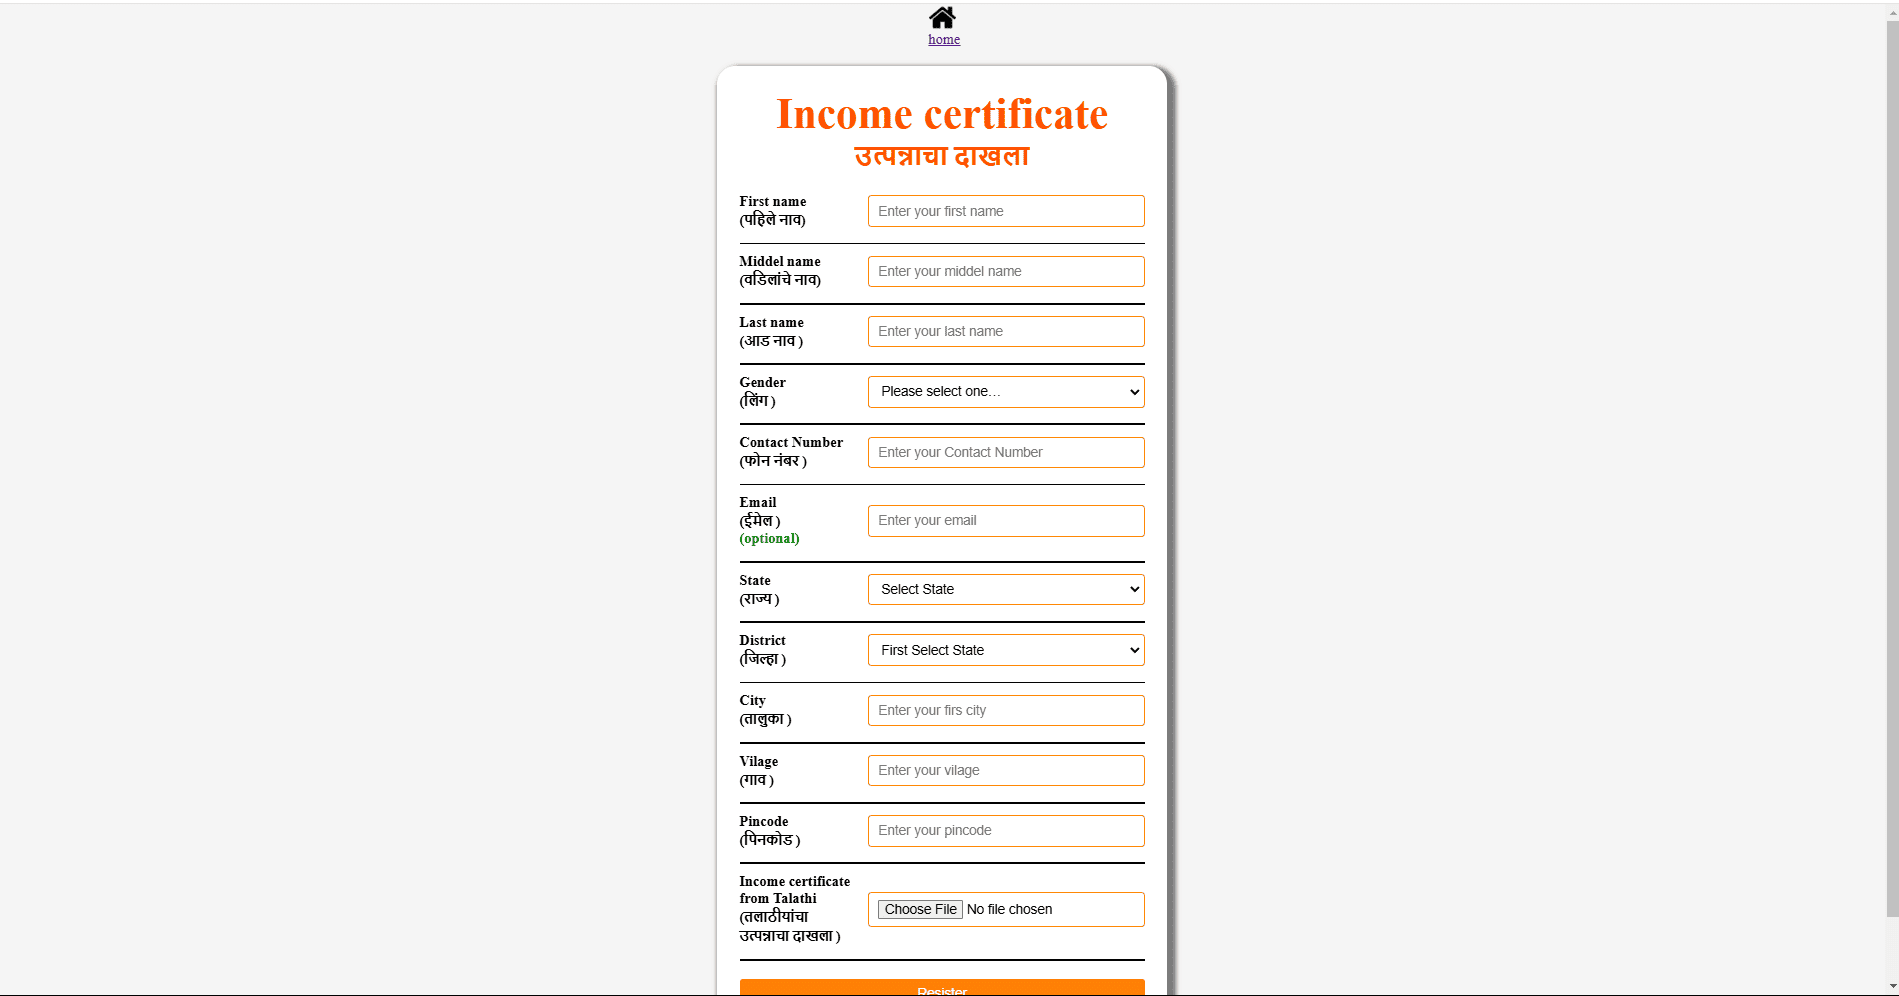 home
Income certificate
उत्पन्नाचा दाखला
First name
(पहिले नाव)
Enter your first name
Middel name
(वडिलांचे नाव)
Enter your middel name
Last name
(आड नाव )
Enter your last name
Gender
(लिंग )
Please select one...
Contact Number
(फोन नंबर )
Enter your Contact Number
Email
(ईमेल )
(optional)
Enter your email
State
(राज्य )
Select State
District
(जिल्हा )
First Select State
City
(तालुका )
Enter your firs city
Vilage
(गाव )
Enter your vilage
Pincode
(पिनकोड )
Enter your pincode
Income certificate
from Talathi
(तलाठीयांचा
उत्पन्नाचा दाखला )
Choose File No file chosen
Resister